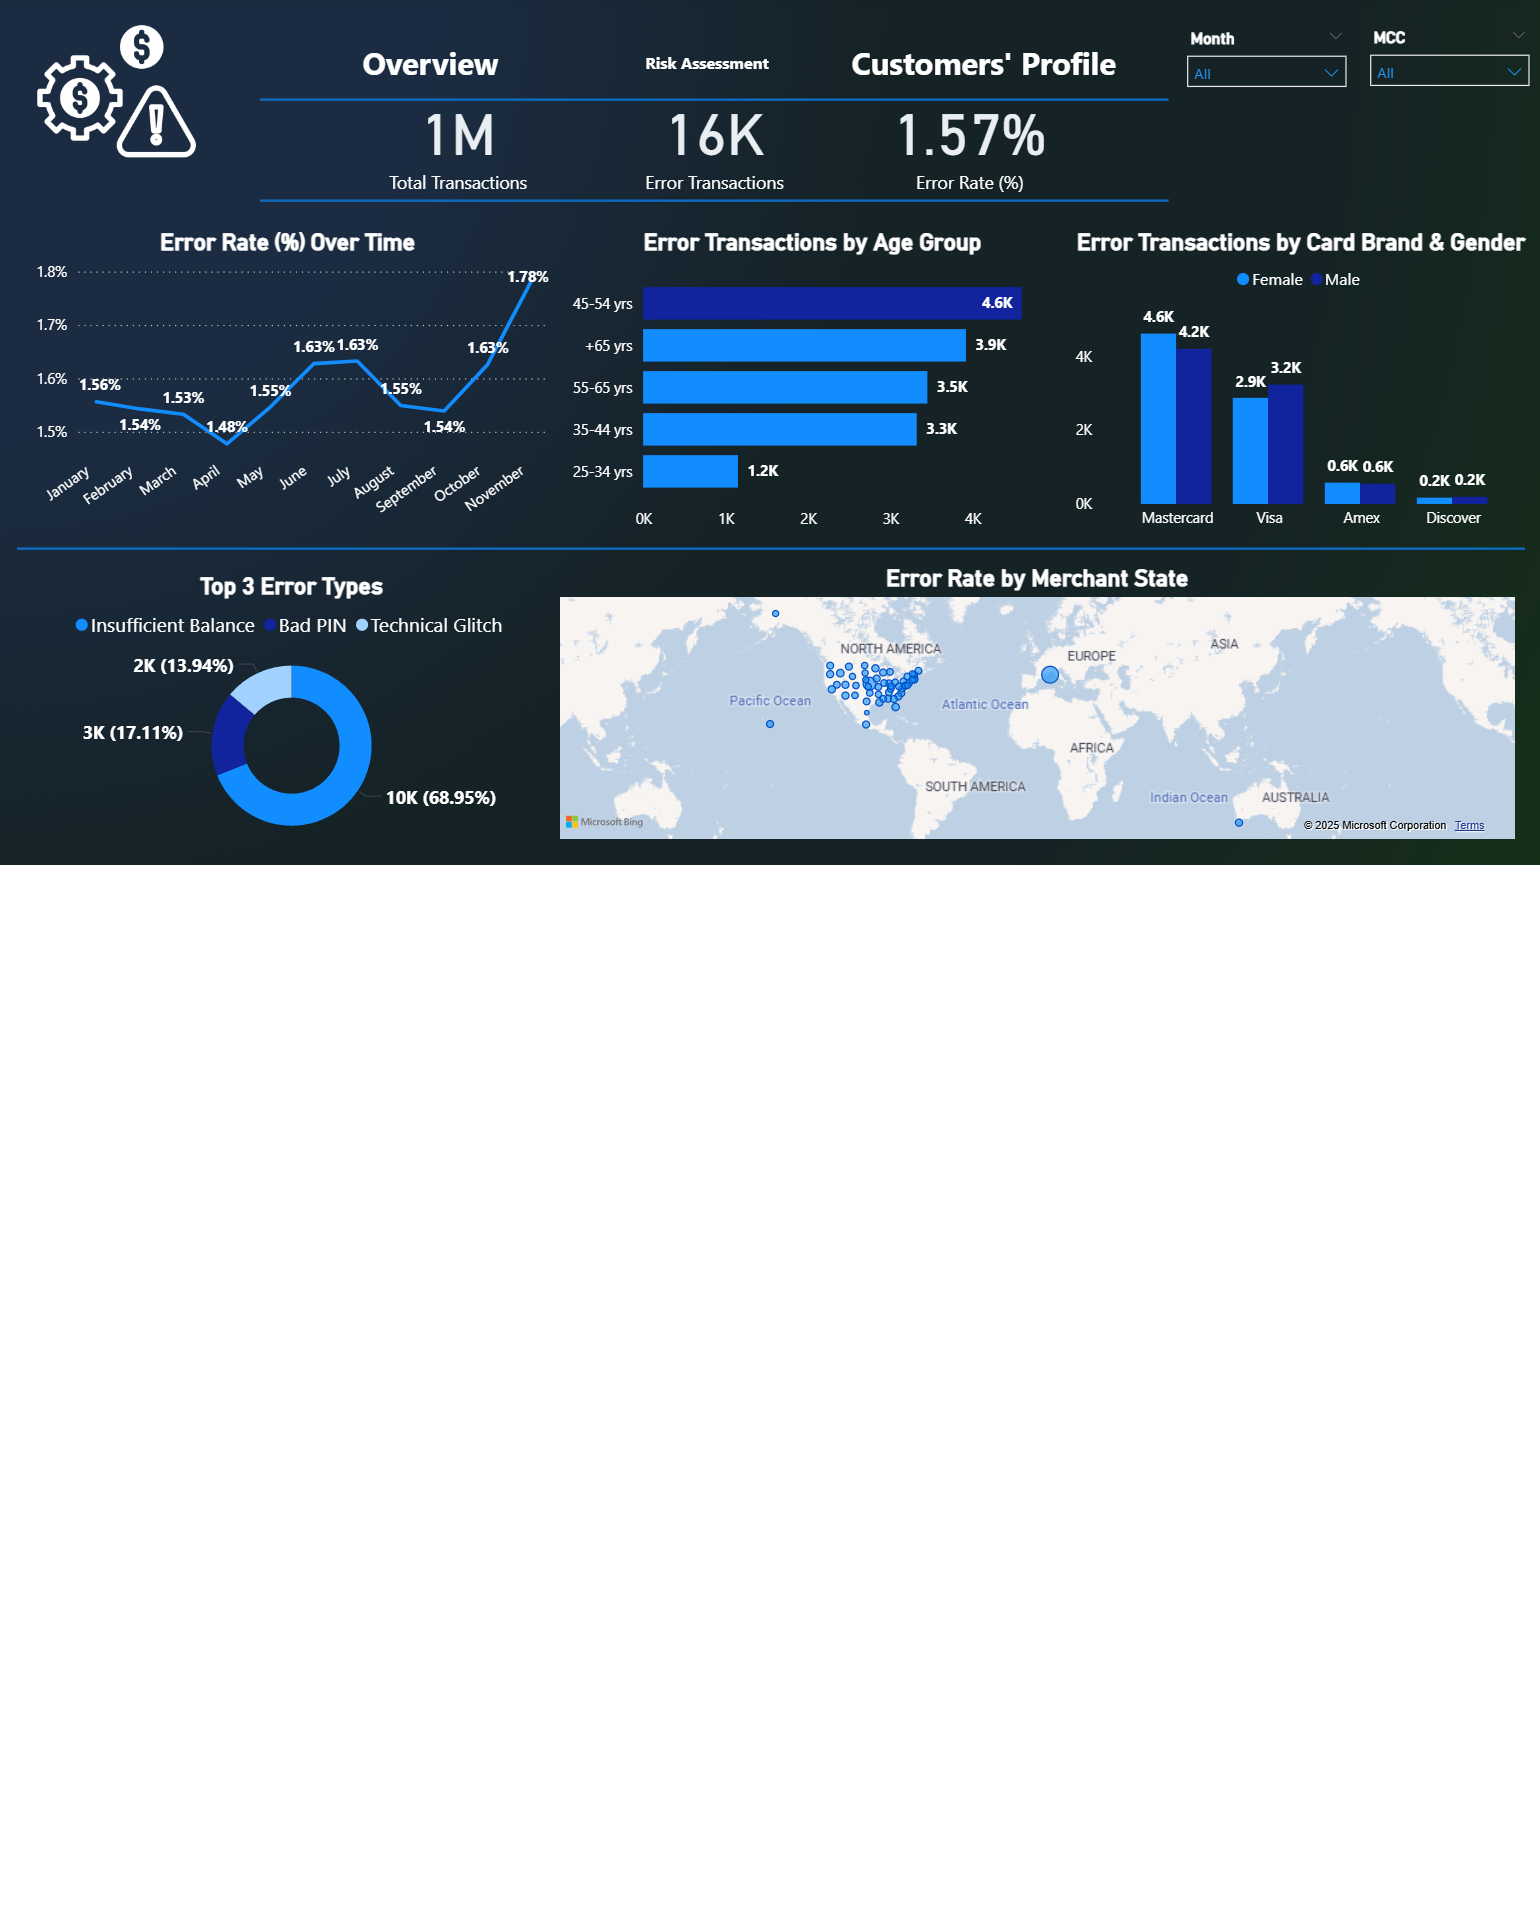 Overview
Risk Assessment
Customers' Profile
Month
All
MCC
All
1M
Total Transactions
16K
Error Transactions
1.57%
Error Rate (%)
Error Rate (%) Over Time
1.8%
1.7%
1.6%
1.5%
1.56%
1.54%
1.53%
1.48%
1.55%
1.63%
1.63%
1.55%
1.54%
1.63%
1.78%
January
February
March
April
May
June
July
August
September
October
November
Error Transactions by Age Group
45-54 yrs
4.6K
+65 yrs
3.9K
55-65 yrs
3.5K
35-44 yrs
3.3K
25-34 yrs
1.2K
0K
1K
2K
3K
4K
Error Transactions by Card Brand & Gender
Female
Male
4K
2K
0K
4.6K
4.2K
2.9K
3.2K
0.6K
0.6K
0.2K
0.2K
Mastercard
Visa
Amex
Discover
Top 3 Error Types
Insufficient Balance
Bad PIN
Technical Glitch
2K (13.94%)
3K (17.11%)
10K (68.95%)
Error Rate by Merchant State
NORTH AMERICA
EUROPE
ASIA
Pacific Ocean
Atlantic Ocean
AFRICA
SOUTH AMERICA
Indian Ocean
AUSTRALIA
Microsoft Bing
© 2025 Microsoft Corporation
Terms